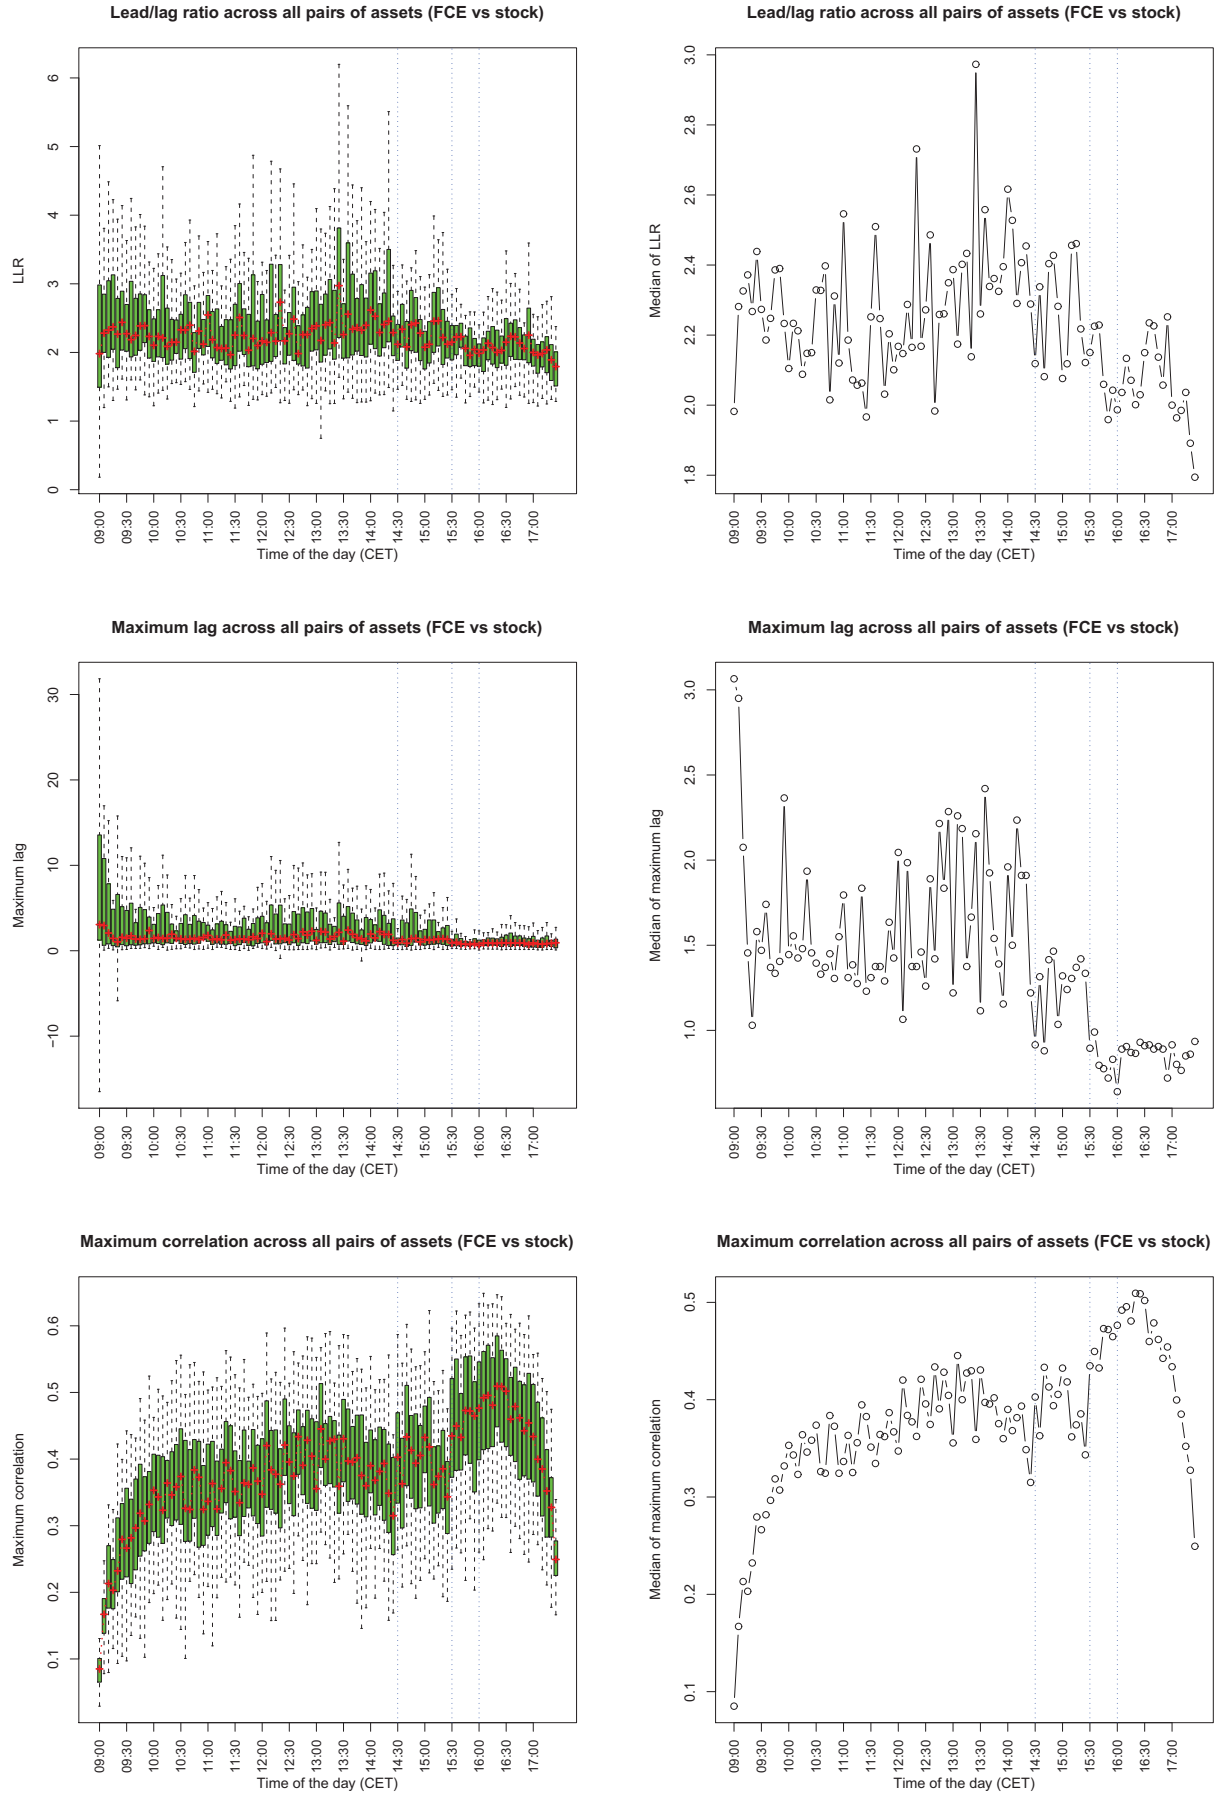 Lead/lag ratio across all pairs of assets (FCE vs stock)
LLR
0 1 2 3 4 5 6
09:00 09:30 10:00 10:30 11:00 11:30 12:00 12:30 13:00 13:30 14:00 14:30 15:00 15:30 16:00 16:30 17:00
Time of the day (CET)
Lead/lag ratio across all pairs of assets (FCE vs stock)
Median of LLR
1.8 2.0 2.2 2.4 2.6 2.8 3.0
09:00 09:30 10:00 10:30 11:00 11:30 12:00 12:30 13:00 13:30 14:00 14:30 15:00 15:30 16:00 16:30 17:00
Time of the day (CET)
Maximum lag across all pairs of assets (FCE vs stock)
Maximum lag
−10 0 10 20 30
09:00 09:30 10:00 10:30 11:00 11:30 12:00 12:30 13:00 13:30 14:00 14:30 15:00 15:30 16:00 16:30 17:00
Time of the day (CET)
Maximum lag across all pairs of assets (FCE vs stock)
Median of maximum lag
1.0 1.5 2.0 2.5 3.0
09:00 09:30 10:00 10:30 11:00 11:30 12:00 12:30 13:00 13:30 14:00 14:30 15:00 15:30 16:00 16:30 17:00
Time of the day (CET)
Maximum correlation across all pairs of assets (FCE vs stock)
Maximum correlation
0.1 0.2 0.3 0.4 0.5 0.6
09:00 09:30 10:00 10:30 11:00 11:30 12:00 12:30 13:00 13:30 14:00 14:30 15:00 15:30 16:00 16:30 17:00
Time of the day (CET)
Maximum correlation across all pairs of assets (FCE vs stock)
Median of maximum correlation
0.1 0.2 0.3 0.4 0.5
09:00 09:30 10:00 10:30 11:00 11:30 12:00 12:30 13:00 13:30 14:00 14:30 15:00 15:30 16:00 16:30 17:00
Time of the day (CET)